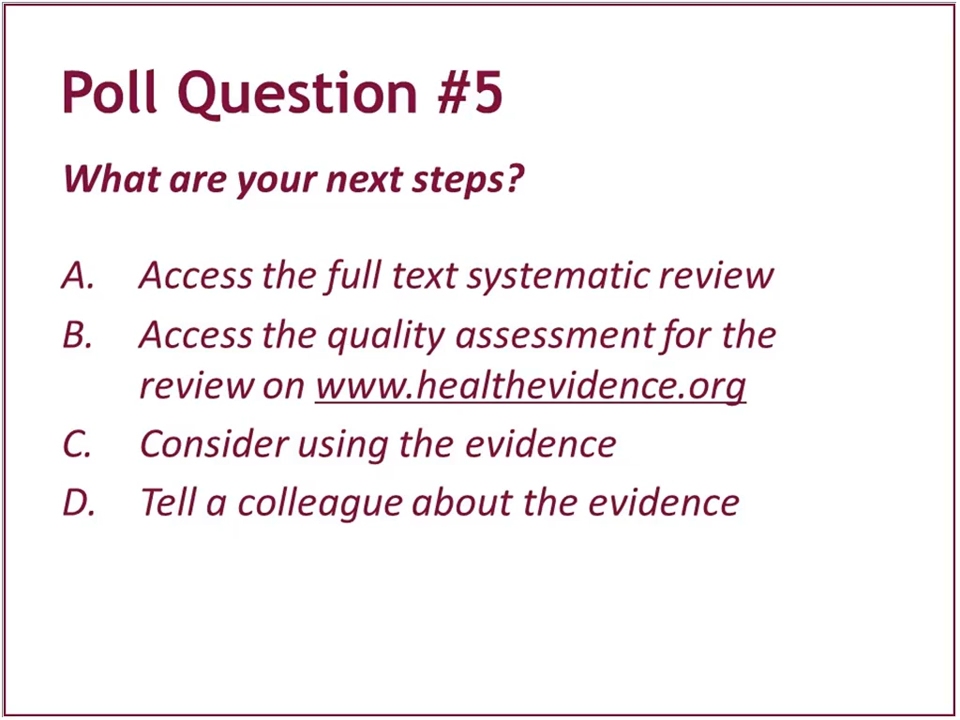 Poll Question #5
What are your next steps?
A. Access the full text systematic review
B. Access the quality assessment for the
review on www.healthevidence.org
C. Consider using the evidence
D. Tell a colleague about the evidence